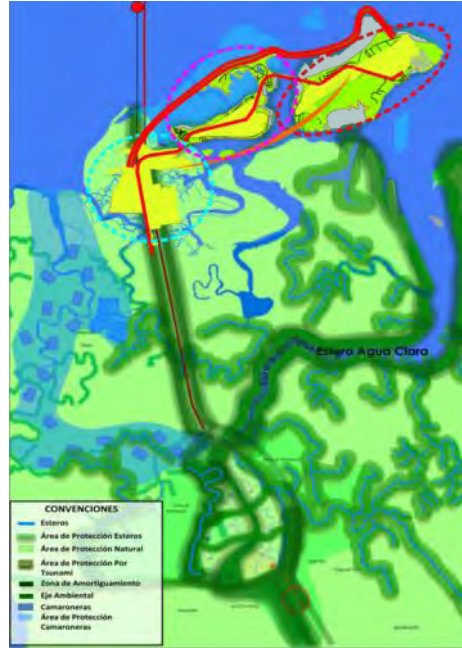 Estero Agua Clara
CONVENCIONES
Esteros
Área de Protección Esteros
Área de Protección Natural
Área de Protección Por
Tsunami
Zona de Amortiguamiento
Eje Ambiental
Camaroneras
Área de Protección
Camaroneras